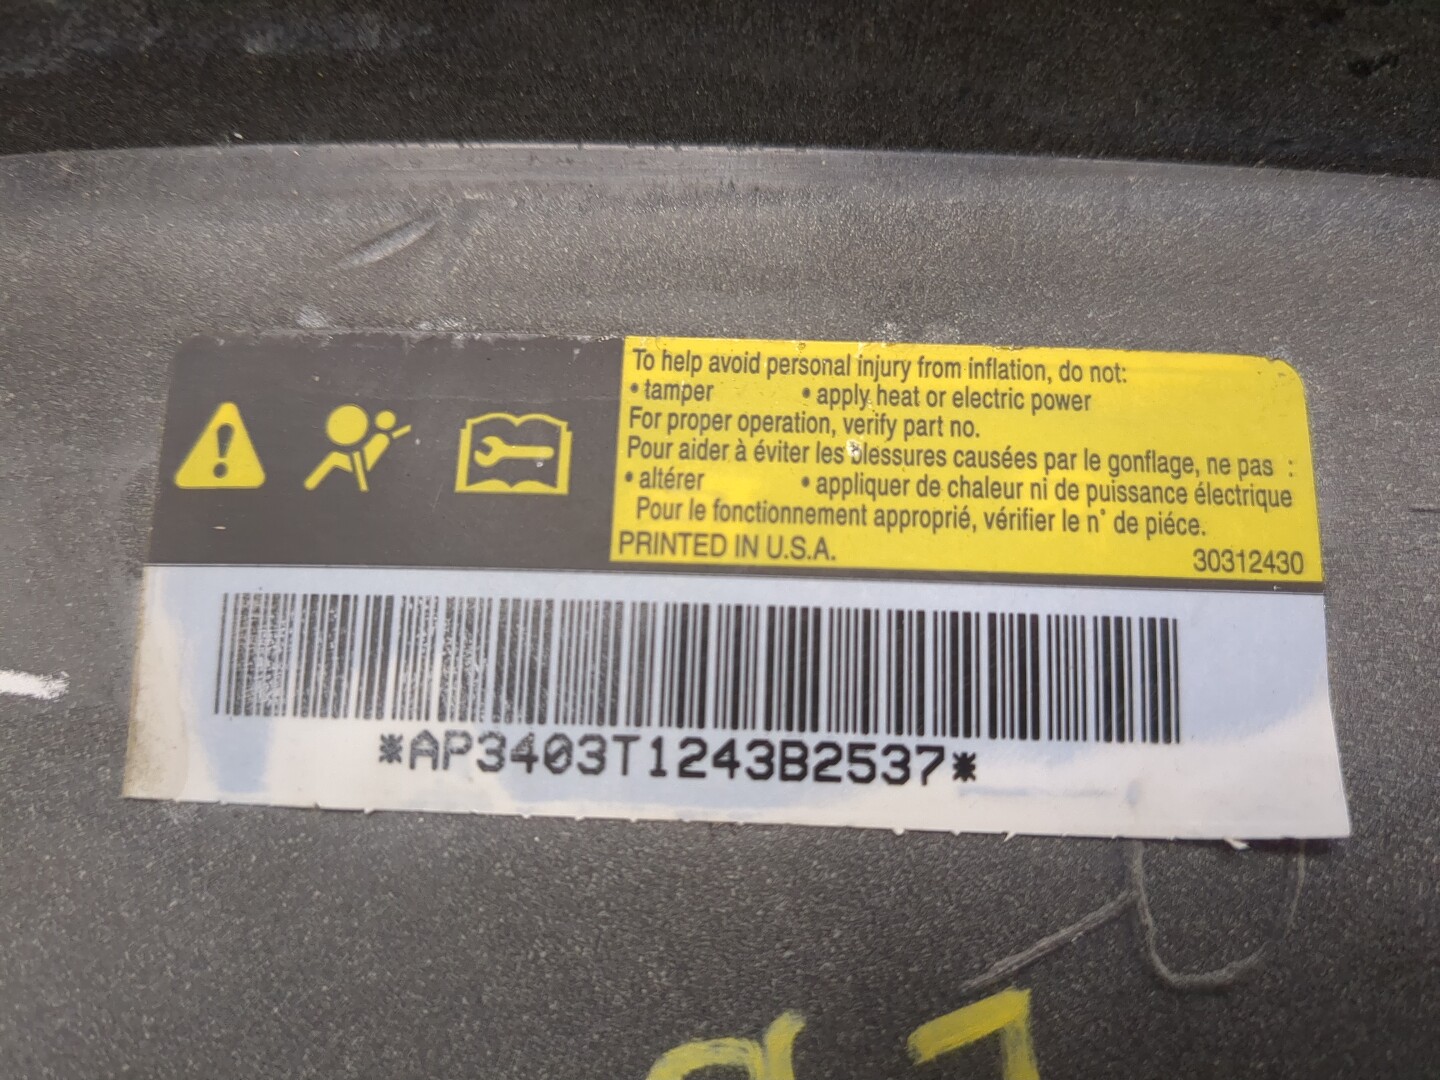 To help avoid personal injury from inflation, do not:
• tamper • apply heat or electric power
For proper operation, verify part no.
Pour aider à éviter les blessures causées par le gonflage, ne pas :
• altérer • appliquer de chaleur ni de puissance électrique
Pour le fonctionnement approprié, vérifier le n° de piéce.
PRINTED IN U.S.A. 30312430
*AP3403T1243B2537*